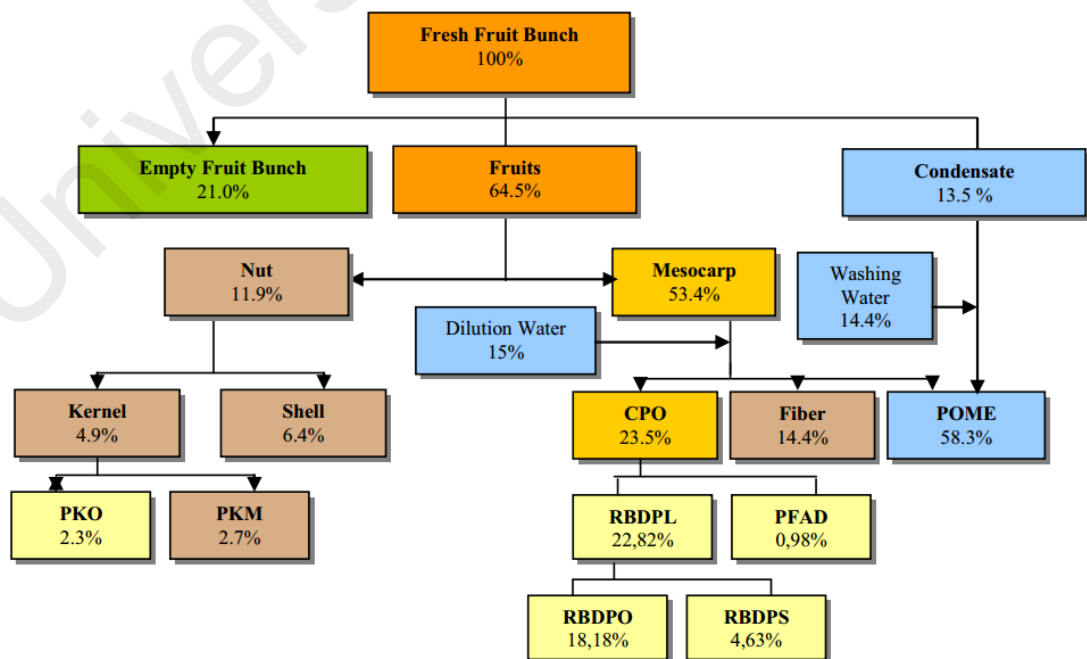 Univers
Fresh Fruit Bunch
100%
Empty Fruit Bunch
21.0%
Fruits
64.5%
Condensate
13.5 %
Nut
11.9%
Mesocarp
53.4%
Washing
Water
14.4%
Dilution Water
15%
Kernel
4.9%
Shell
6.4%
CPO
23.5%
Fiber
14.4%
POME
58.3%
PKO
2.3%
PKM
2.7%
RBDPL
22,82%
PFAD
0,98%
RBDPO
18,18%
RBDPS
4,63%